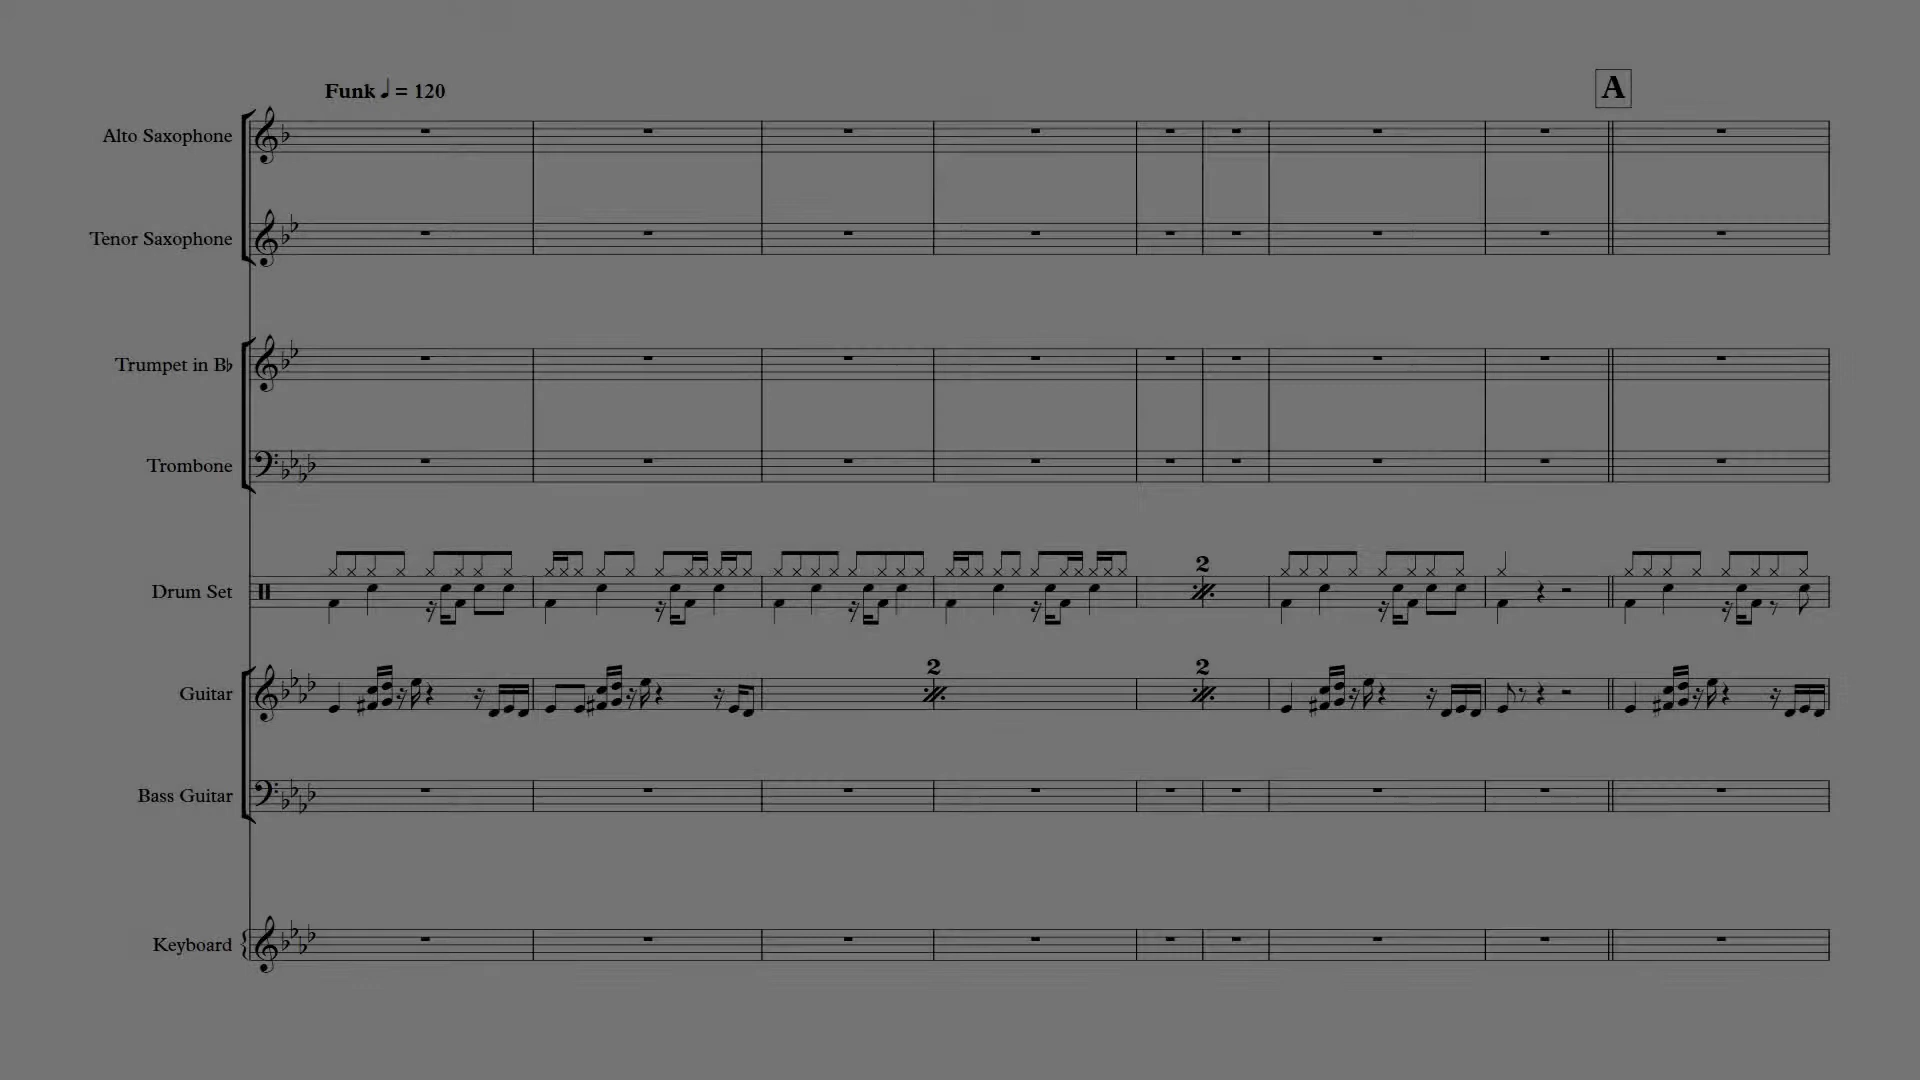 Funk ♩ = 120
A
Alto Saxophone
Tenor Saxophone
Trumpet in B♭
Trombone
Drum Set
2
Guitar
2
2
Bass Guitar
Keyboard